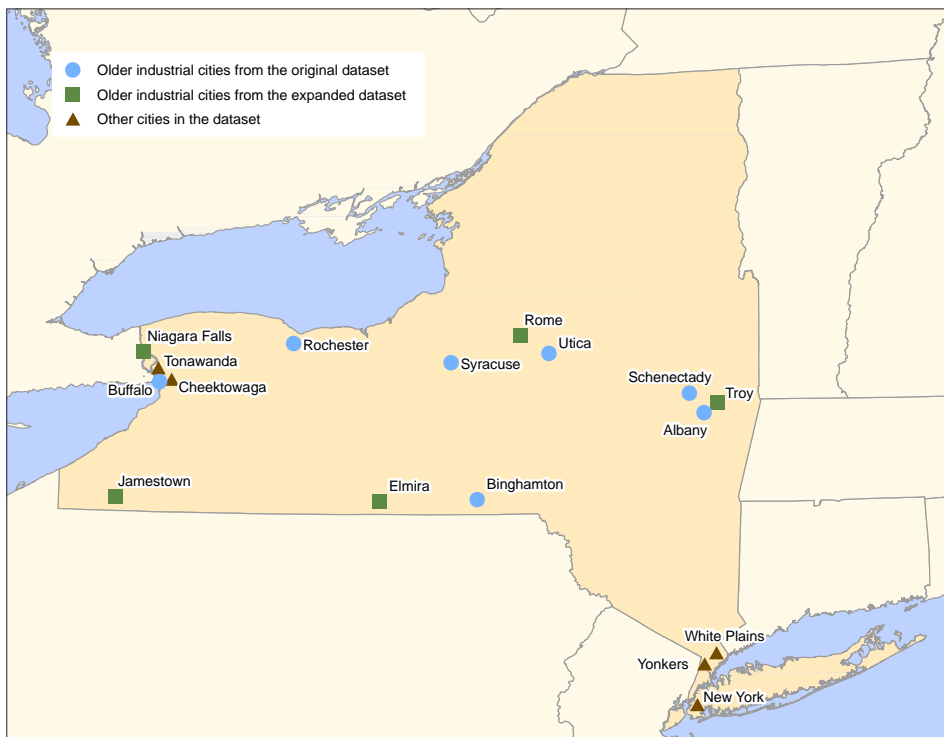 Older industrial cities from the original dataset
Older industrial cities from the expanded dataset
Other cities in the dataset
Rome
Niagara Falls
Rochester
Utica
Tonawanda
Syracuse
Buffalo
Cheektowaga
Schenectady
Troy
Albany
Jamestown
Elmira
Binghamton
White Plains
Yonkers
New York